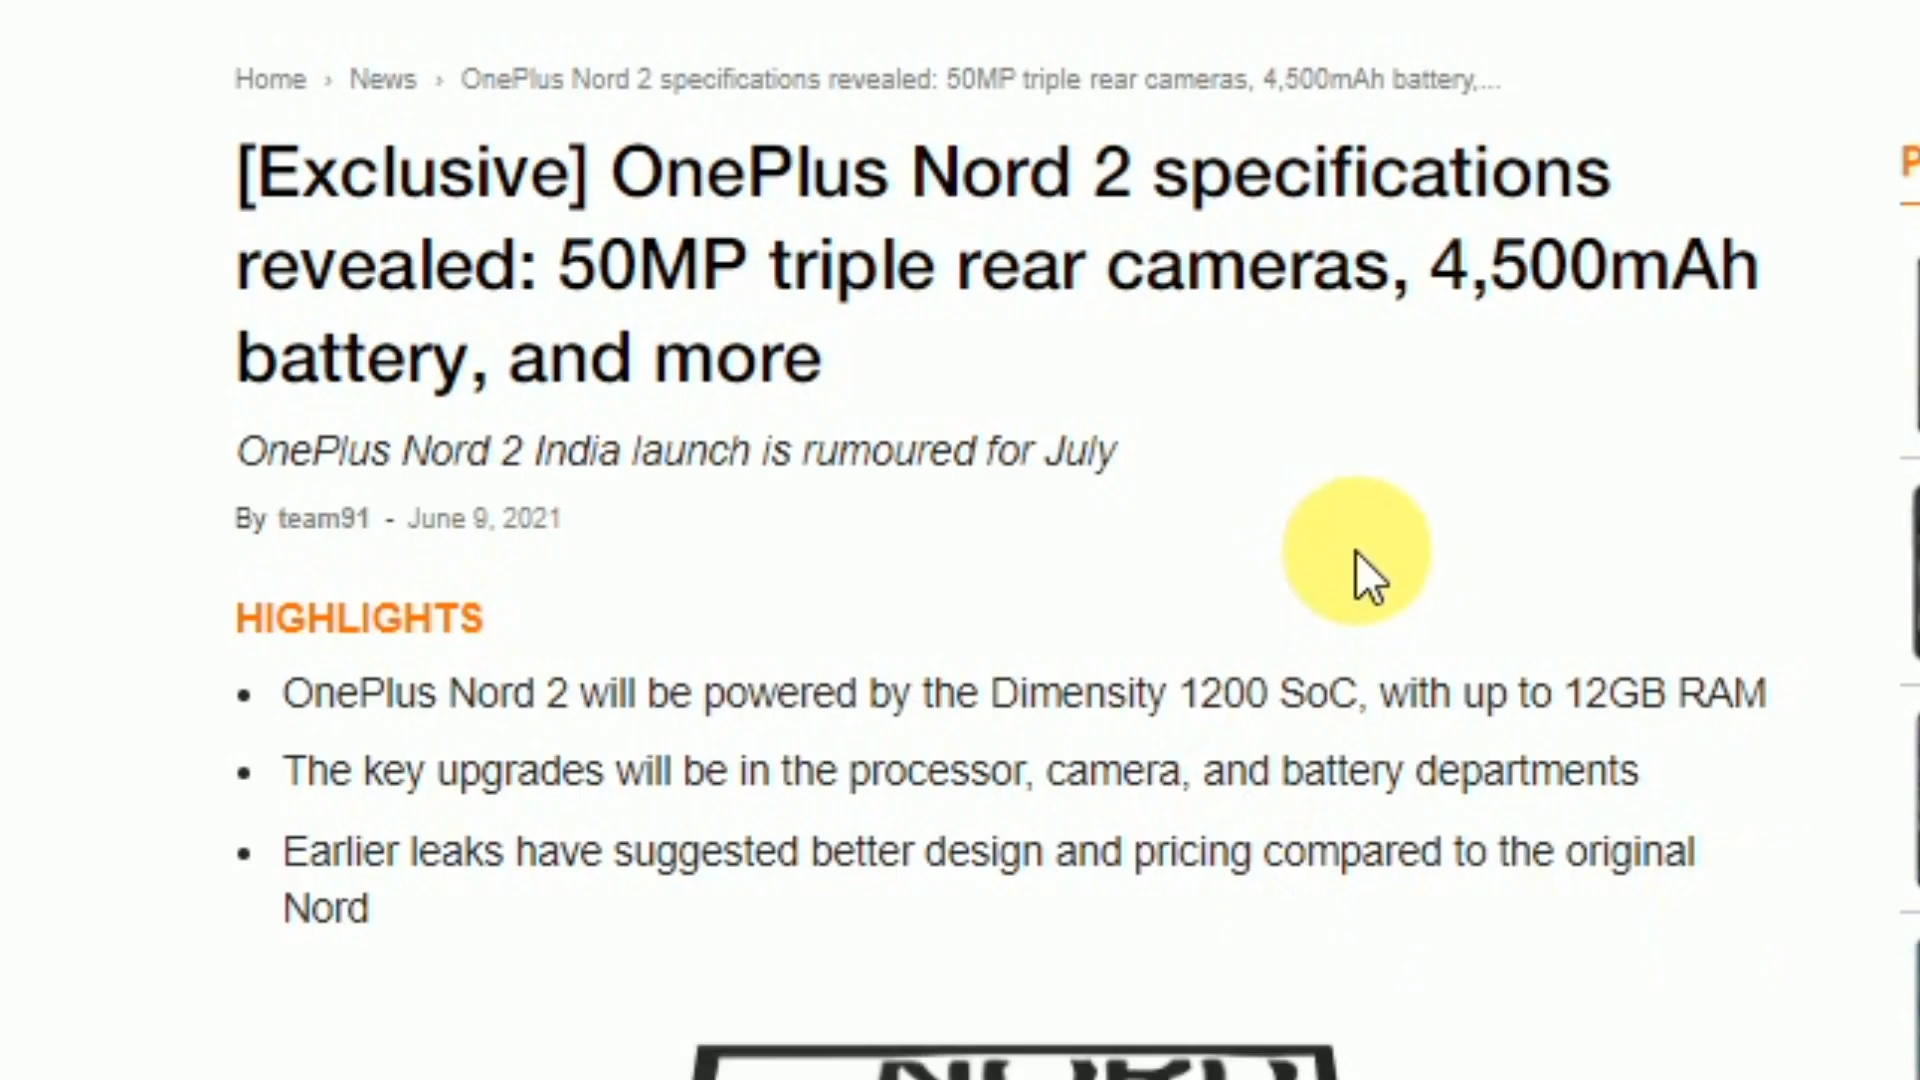 Home › News › OnePlus Nord 2 specifications revealed: 50MP triple rear cameras, 4,500mAh battery,...
[Exclusive] OnePlus Nord 2 specifications
revealed: 50MP triple rear cameras, 4,500mAh
battery, and more
OnePlus Nord 2 India launch is rumoured for July
By team91 - June 9, 2021
HIGHLIGHTS
• OnePlus Nord 2 will be powered by the Dimensity 1200 SoC, with up to 12GB RAM
• The key upgrades will be in the processor, camera, and battery departments
• Earlier leaks have suggested better design and pricing compared to the original
Nord